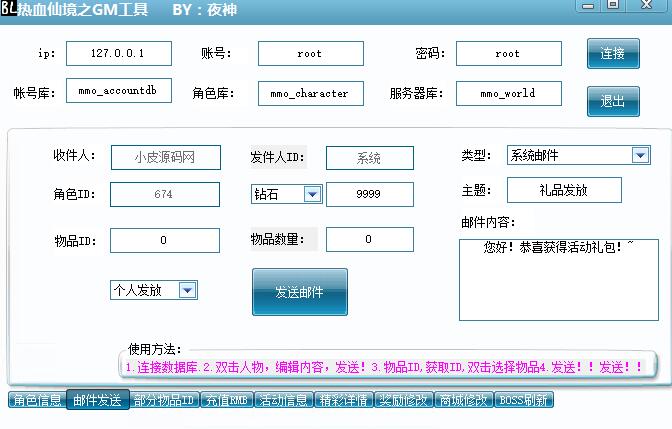 BL热血仙境之GM工具 BY：夜神
ip: 127.0.0.1 账号: root 密码: root 连接
帐号库: mmo_accountdb 角色库: mmo_character 服务器库: mmo_world 退出
收件人: 小皮源码网 发件人ID: 系统 类型: 系统邮件
角色ID: 674 钻石 9999 主题: 礼品发放
物品ID: 0 物品数量: 0 邮件内容:
您好！恭喜获得活动礼包！~
个人发放 发送邮件
使用方法:
1.连接数据库.2.双击人物，编辑内容，发送！3.物品ID,获取ID,双击选择物品4.发送！！发送！！
角色信息 邮件发送 部分物品ID 充值RMB 活动信息 精彩详情 奖励修改 商城修改 BOSS刷新